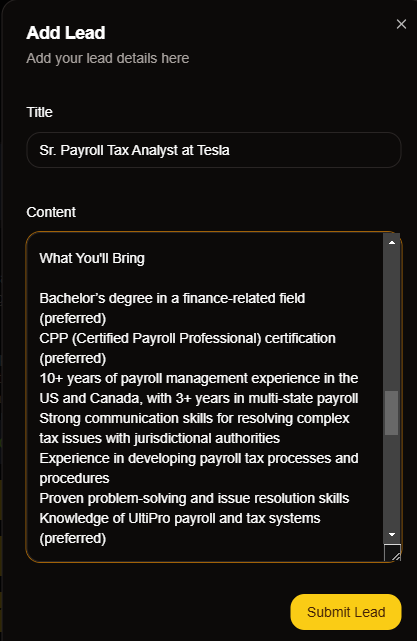 Add Lead
Add your lead details here
Title
Sr. Payroll Tax Analyst at Tesla
Content
What You'll Bring
Bachelor’s degree in a finance-related field
(preferred)
CPP (Certified Payroll Professional) certification
(preferred)
10+ years of payroll management experience in the
US and Canada, with 3+ years in multi-state payroll
Strong communication skills for resolving complex
tax issues with jurisdictional authorities
Experience in developing payroll tax processes and
procedures
Proven problem-solving and issue resolution skills
Knowledge of UltiPro payroll and tax systems
(preferred)
Submit Lead